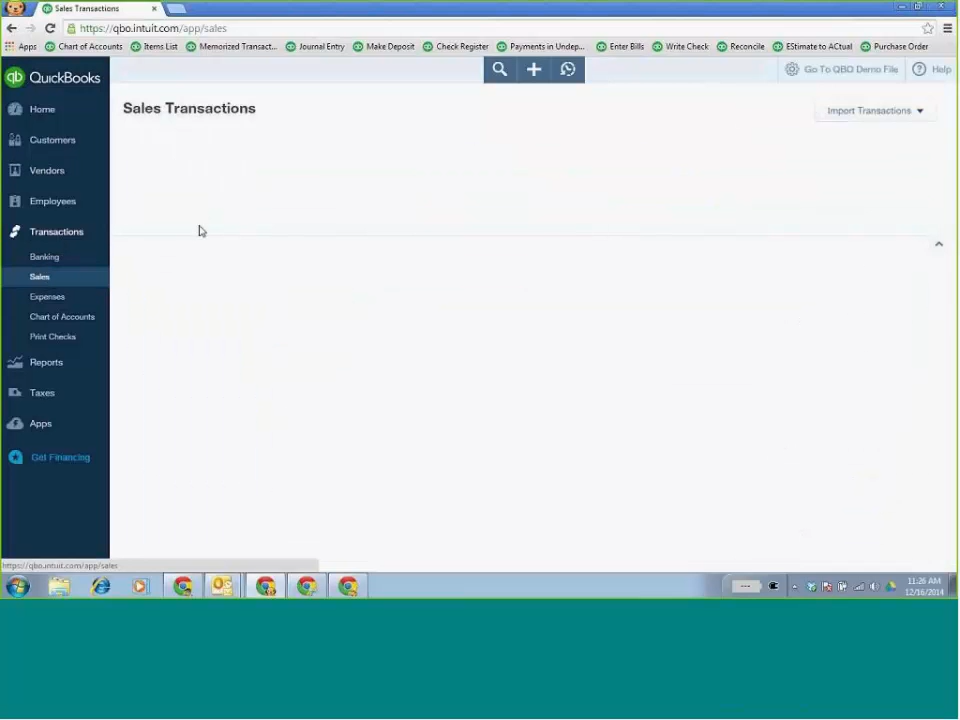 Sales Transactions ×
https://qbo.intuit.com/app/sales
Apps Chart of Accounts Items List Memorized Transact... Journal Entry Make Deposit Check Register Payments in Undep... Enter Bills Write Check Reconcile EStimate to ACtual Purchase Order
qb QuickBooks
Go To QBO Demo File ? Help
Home
Sales Transactions
Import Transactions
Customers
Vendors
Employees
Transactions
Banking
Sales
Expenses
Chart of Accounts
Print Checks
Reports
Taxes
Apps
Get Financing
https://qbo.intuit.com/app/sales
11:26 AM
12/16/2014